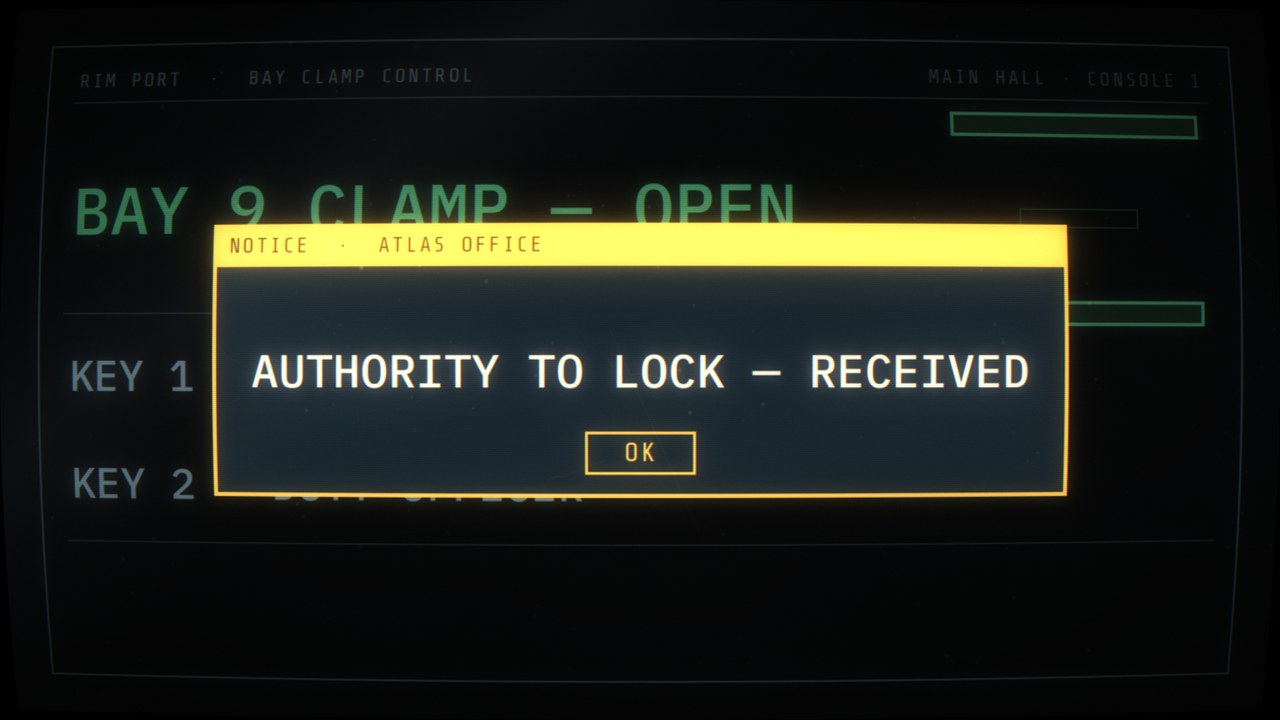 RIM PORT · BAY CLAMP CONTROL
MAIN HALL · CONSOLE 1
BAY 9 CLAMP — OPEN
NOTICE · ATLAS OFFICE
AUTHORITY TO LOCK — RECEIVED
OK
KEY 1
KEY 2